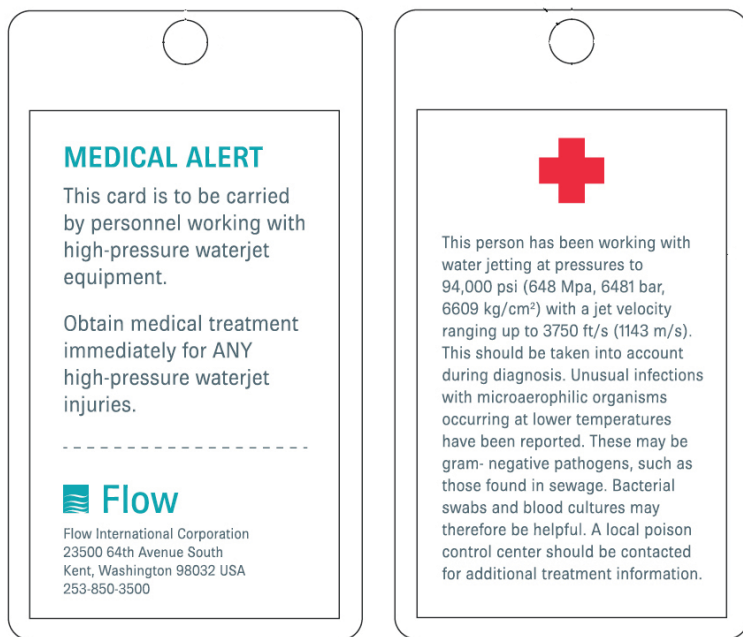 MEDICAL ALERT
This card is to be carried
by personnel working with
high-pressure waterjet
equipment.
Obtain medical treatment
immediately for ANY
high-pressure waterjet
injuries.
Flow
Flow International Corporation
23500 64th Avenue South
Kent, Washington 98032 USA
253-850-3500
This person has been working with
water jetting at pressures to
94,000 psi (648 Mpa, 6481 bar,
6609 kg/cm²) with a jet velocity
ranging up to 3750 ft/s (1143 m/s).
This should be taken into account
during diagnosis. Unusual infections
with microaerophilic organisms
occurring at lower temperatures
have been reported. These may be
gram- negative pathogens, such as
those found in sewage. Bacterial
swabs and blood cultures may
therefore be helpful. A local poison
control center should be contacted
for additional treatment information.